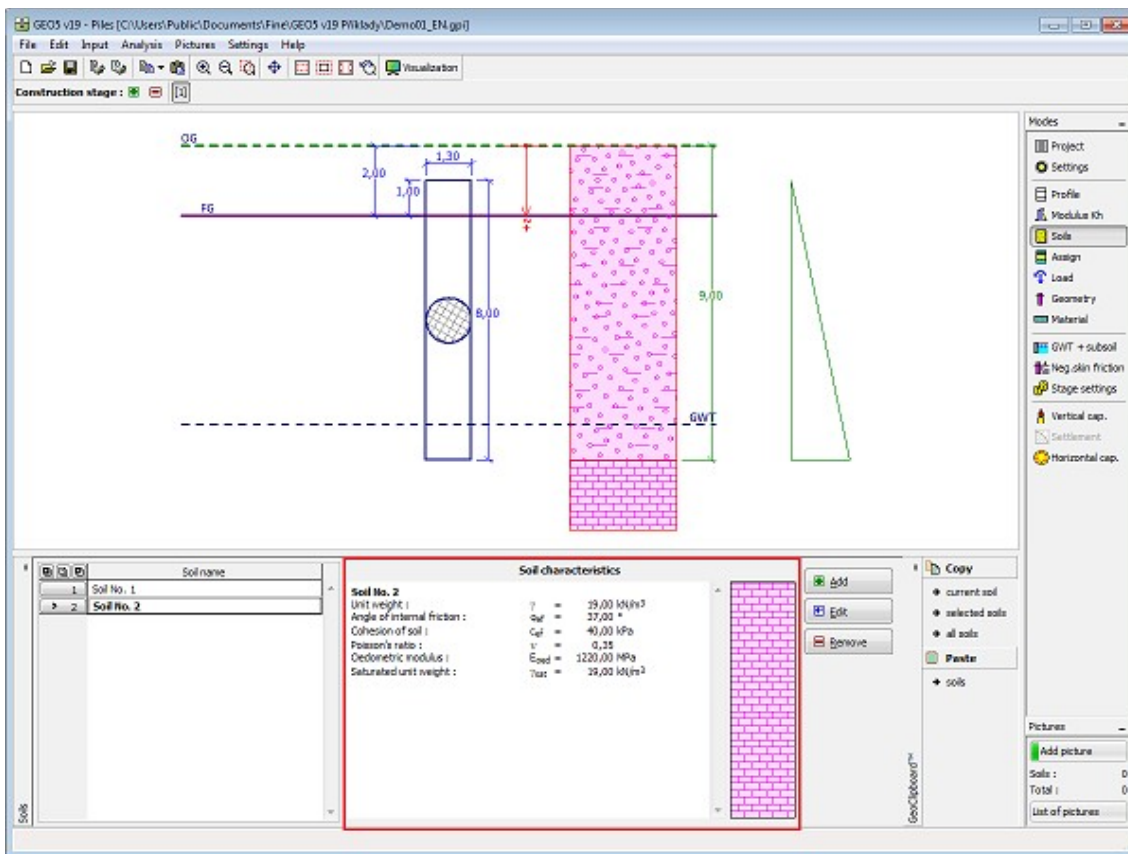 GEO5 v19 - Piles [C:\Users\Public\Documents\Fine\GEO5 v19 Příklady\Demo01_EN.gpi]
File Edit Input Analysis Pictures Settings Help
Visualization
Construction stage : [1]
OG
1,30
2,00
1,00
FG
+z
8,00
9,00
GWT
Modes
Project
Settings
Profile
Modulus Kh
Soils
Assign
Load
Geometry
Material
GWT + subsoil
Neg.skin friction
Stage settings
Vertical cap.
Settlement
Horizontal cap.
Soils
Soil name
1 Soil No. 1
> 2 Soil No. 2
Soil characteristics
Soil No. 2
Unit weight : γ = 19,00 kN/m³
Angle of internal friction : φef = 37,00 °
Cohesion of soil : cef = 40,00 kPa
Poisson's ratio : ν = 0,35
Oedometric modulus : Eoed = 1220,00 MPa
Saturated unit weight : γsat = 19,00 kN/m³
Add
Edit
Remove
GeoClipboard™
Copy
current soil
selected soils
all soils
Paste
soils
Pictures
Add picture
Soils : 0
Total : 0
List of pictures